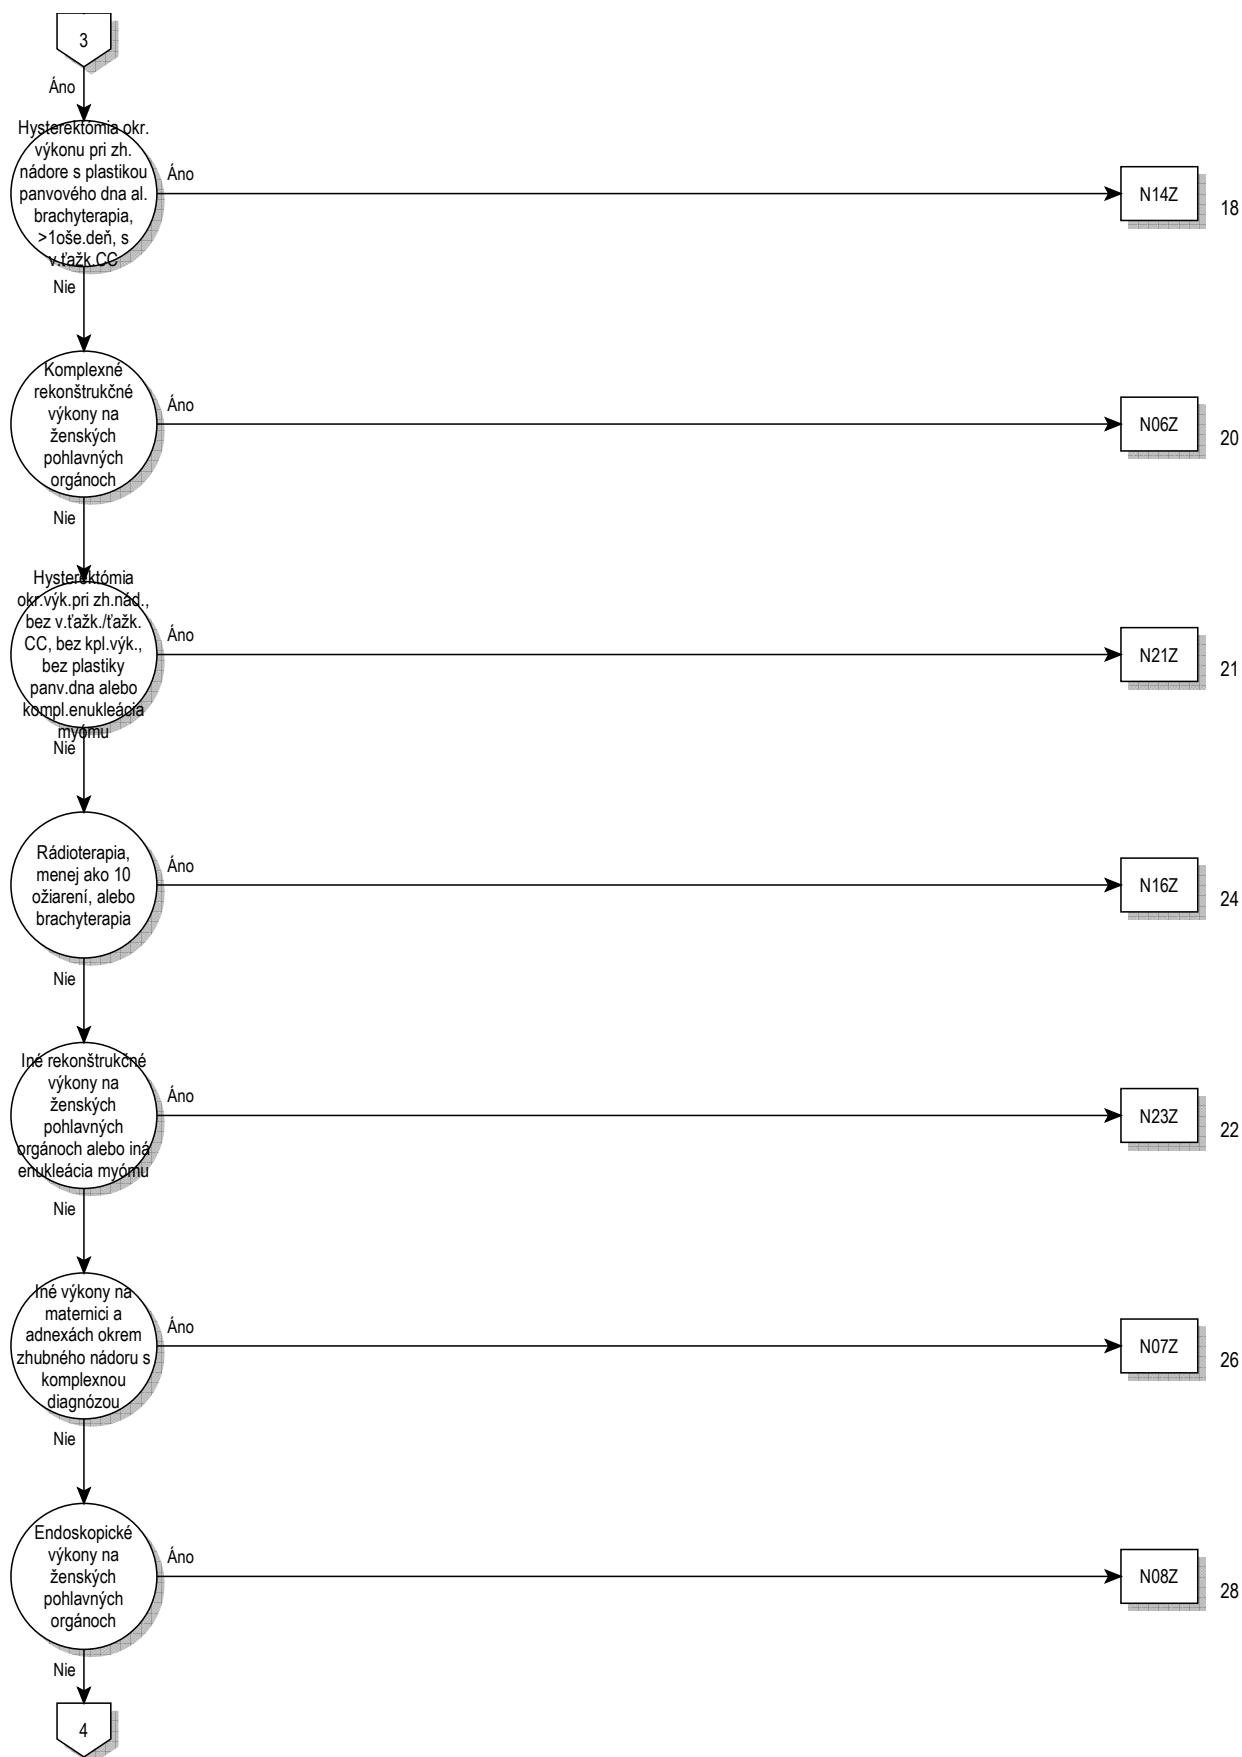 3
Áno
Hysterektómia okr.
výkonu pri zh.
nádore s plastikou
panvového dna al.
brachyterapia,
>1oše.deň, s
v.ťažk.CC
Áno
N14Z
18
Nie
Komplexné
rekonštrukčné
výkony na
ženských
pohlavných
orgánoch
Áno
N06Z
20
Nie
Hysterektómia
okr.výk.pri zh.nád.,
bez v.ťažk./ťažk.
CC, bez kpl.výk.,
bez plastiky
panv.dna alebo
kompl.enukleácia
myómu
Áno
N21Z
21
Nie
Rádioterapia,
menej ako 10
ožiarení, alebo
brachyterapia
Áno
N16Z
24
Nie
Iné rekonštrukčné
výkony na
ženských
pohlavných
orgánoch alebo iná
enukleácia myómu
Áno
N23Z
22
Nie
Iné výkony na
maternici a
adnexách okrem
zhubného nádoru s
komplexnou
diagnózou
Áno
N07Z
26
Nie
Endoskopické
výkony na
ženských
pohlavných
orgánoch
Áno
N08Z
28
Nie
4